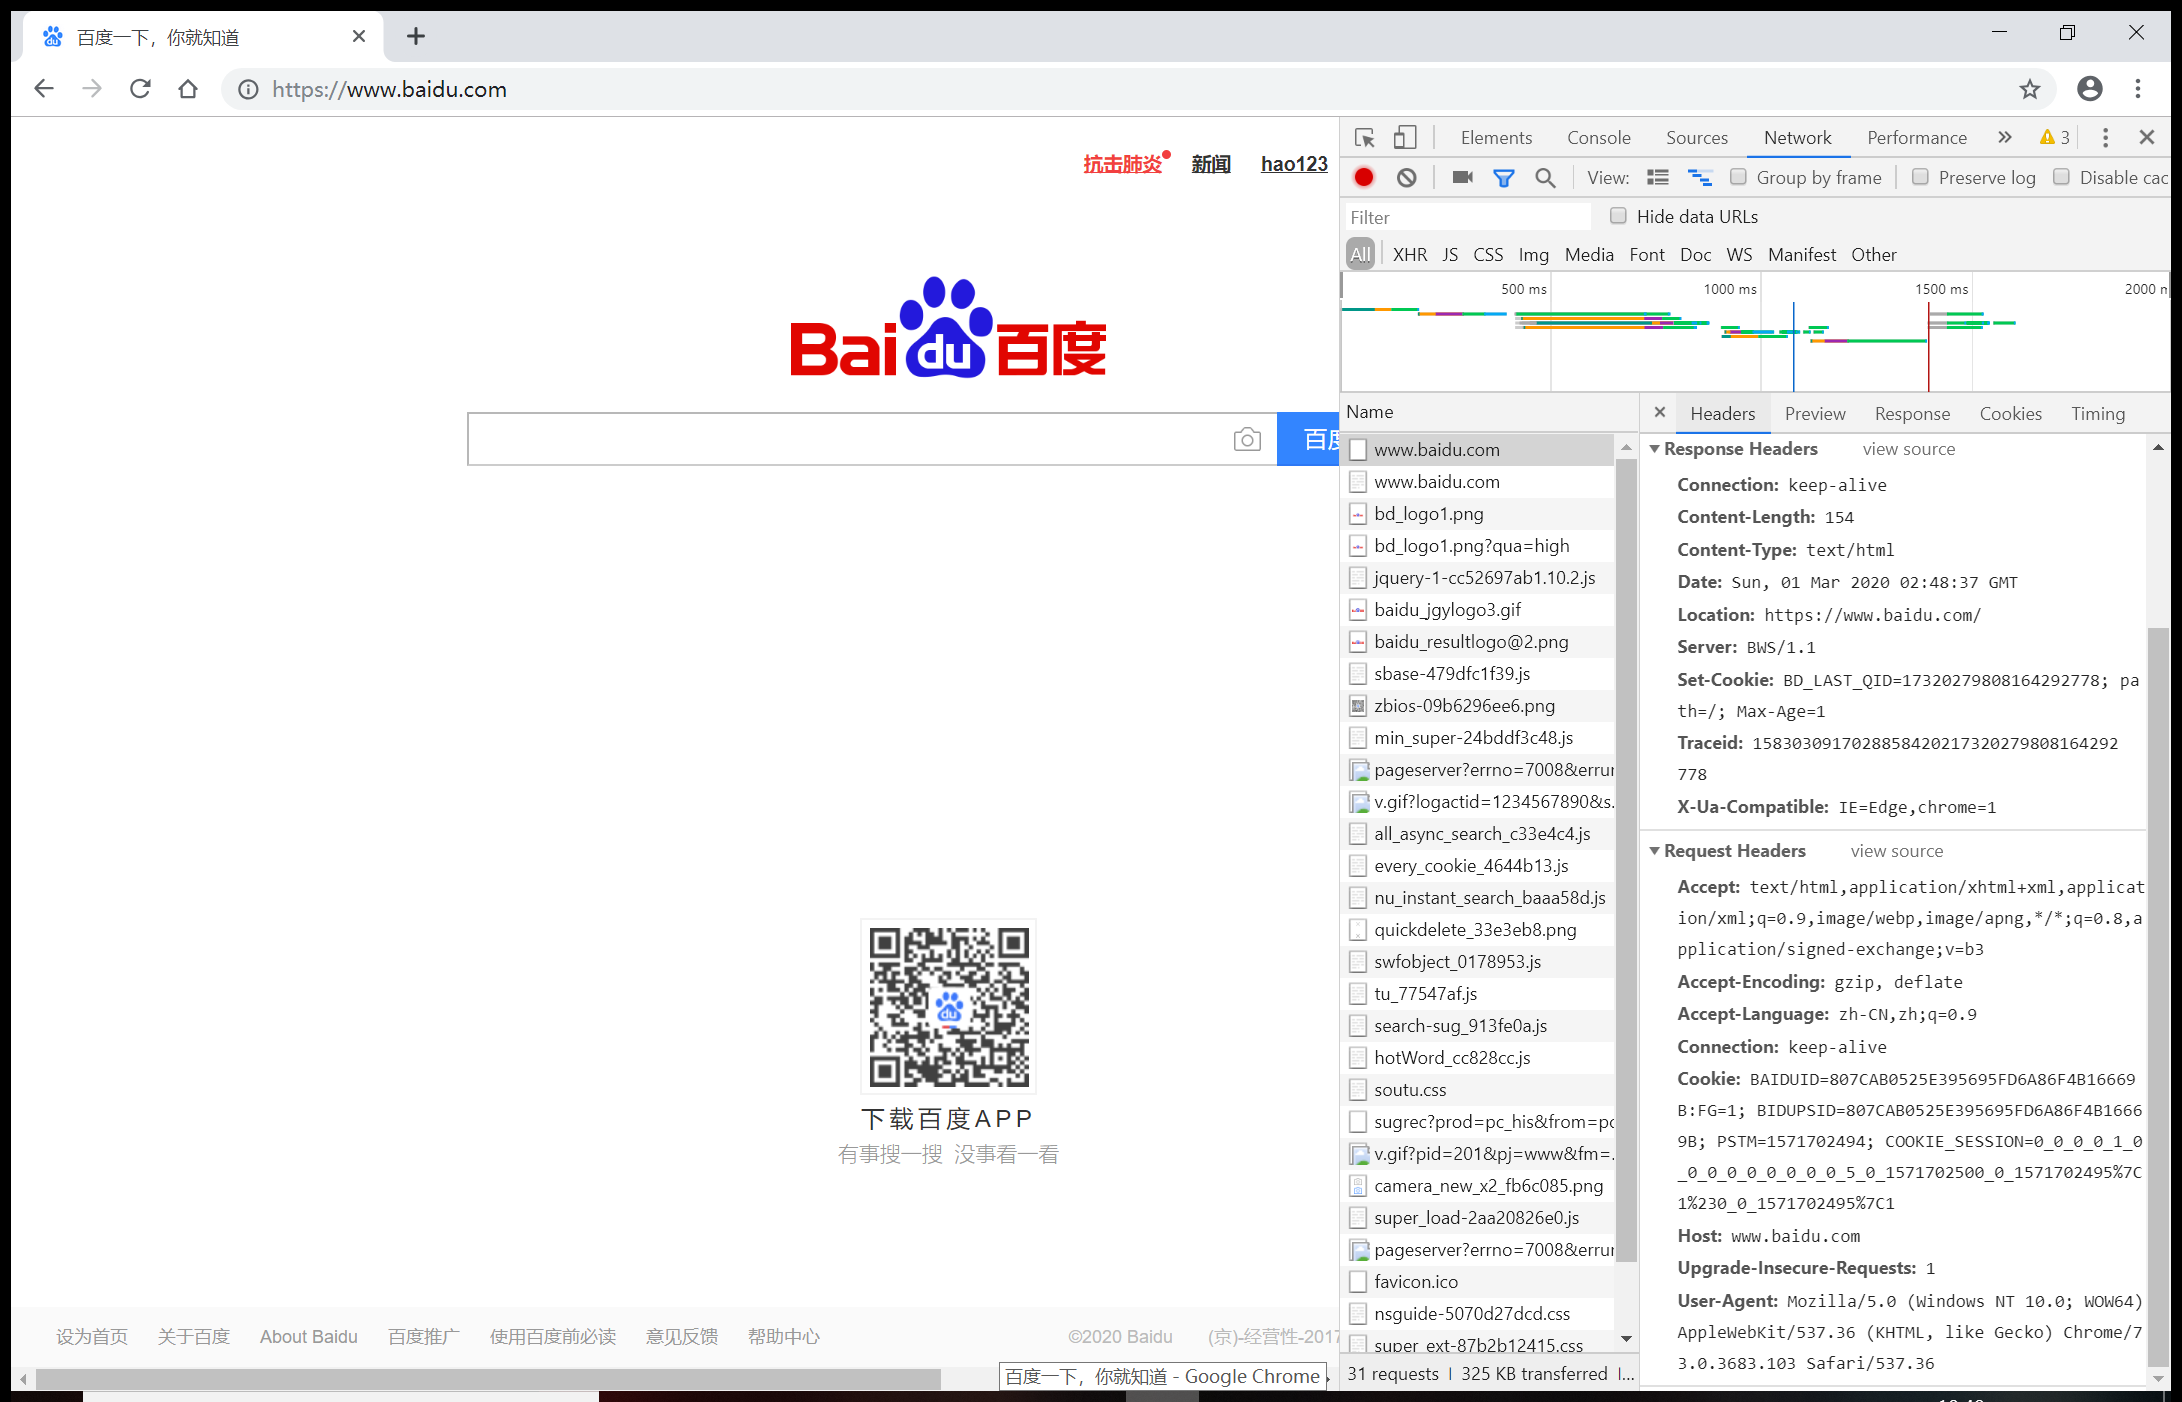 百度一下，你就知道
https://www.baidu.com
抗击肺炎 新闻 hao123
Bai du 百度
百度
du
下载百度APP
有事搜一搜 没事看一看
设为首页 关于百度 About Baidu 百度推广 使用百度前必读 意见反馈 帮助中心 ©2020 Baidu (京)-经营性-2017
百度一下，你就知道 - Google Chrome
Elements Console Sources Network Performance » 3
View: Group by frame Preserve log Disable cac
Filter Hide data URLs
All XHR JS CSS Img Media Font Doc WS Manifest Other
500 ms 1000 ms 1500 ms 2000 m
Name
www.baidu.com
www.baidu.com
bd_logo1.png
bd_logo1.png?qua=high
jquery-1-cc52697ab1.10.2.js
baidu_jgylogo3.gif
baidu_resultlogo@2.png
sbase-479dfc1f39.js
zbios-09b6296ee6.png
min_super-24bddf3c48.js
pageserver?errno=7008&errur
v.gif?logactid=1234567890&s.
all_async_search_c33e4c4.js
every_cookie_4644b13.js
nu_instant_search_baaa58d.js
quickdelete_33e3eb8.png
swfobject_0178953.js
tu_77547af.js
search-sug_913fe0a.js
hotWord_cc828cc.js
soutu.css
sugrec?prod=pc_his&from=pc
v.gif?pid=201&pj=www&fm=.
camera_new_x2_fb6c085.png
super_load-2aa20826e0.js
pageserver?errno=7008&errur
favicon.ico
nsguide-5070d27dcd.css
super_ext-87b2b12415.css
31 requests | 325 KB transferred |...
Headers Preview Response Cookies Timing
Response Headers view source
Connection: keep-alive
Content-Length: 154
Content-Type: text/html
Date: Sun, 01 Mar 2020 02:48:37 GMT
Location: https://www.baidu.com/
Server: BWS/1.1
Set-Cookie: BD_LAST_QID=17320279808164292778; pa
th=/; Max-Age=1
Traceid: 1583030917028858420217320279808164292
778
X-Ua-Compatible: IE=Edge,chrome=1
Request Headers view source
Accept: text/html,application/xhtml+xml,applicat
ion/xml;q=0.9,image/webp,image/apng,*/*;q=0.8,a
pplication/signed-exchange;v=b3
Accept-Encoding: gzip, deflate
Accept-Language: zh-CN,zh;q=0.9
Connection: keep-alive
Cookie: BAIDUID=807CAB0525E395695FD6A86F4B16669
B:FG=1; BIDUPSID=807CAB0525E395695FD6A86F4B1666
9B; PSTM=1571702494; COOKIE_SESSION=0_0_0_0_1_0
_0_0_0_0_0_0_0_0_5_0_1571702500_0_1571702495%7C
1%230_0_1571702495%7C1
Host: www.baidu.com
Upgrade-Insecure-Requests: 1
User-Agent: Mozilla/5.0 (Windows NT 10.0; WOW64)
AppleWebKit/537.36 (KHTML, like Gecko) Chrome/7
3.0.3683.103 Safari/537.36